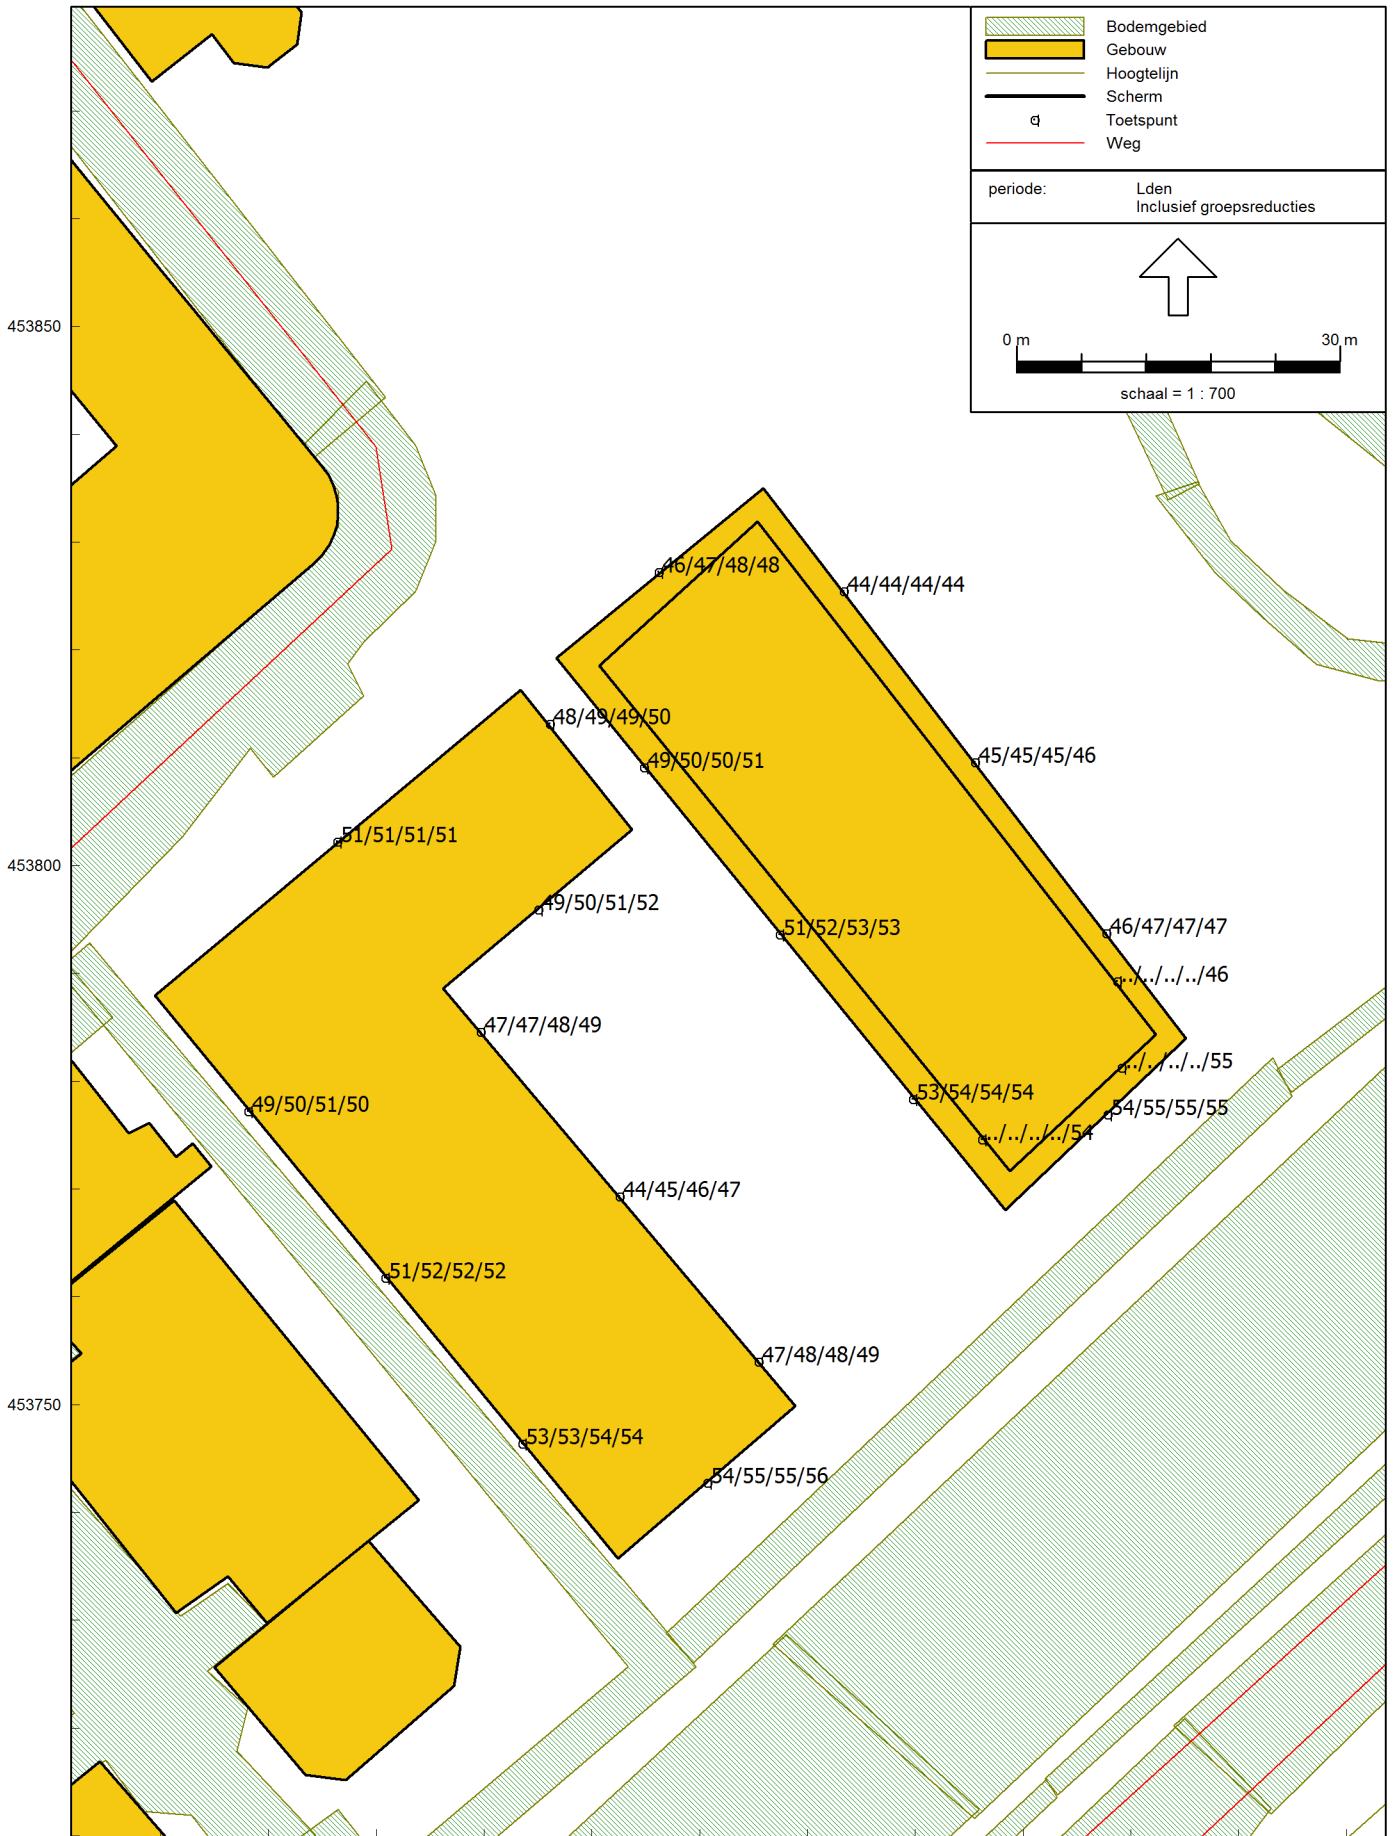 Bodemgebied
Gebouw
Hoogtelijn
Scherm
Toetspunt
Weg
periode: Lden
Inclusief groepsreducties
0 m 30 m
schaal = 1 : 700
453850
46/47/48/48
44/44/44/44
48/49/49/50
49/50/50/51
45/45/45/46
51/51/51/51
453800
49/50/51/52
51/52/53/53
46/47/47/47
../../../../46
47/47/48/49
../../../../55
53/54/54/54
49/50/51/50
54/55/55/55
../../../../54
44/45/46/47
51/52/52/52
47/48/48/49
453750
53/53/54/54
54/55/55/56